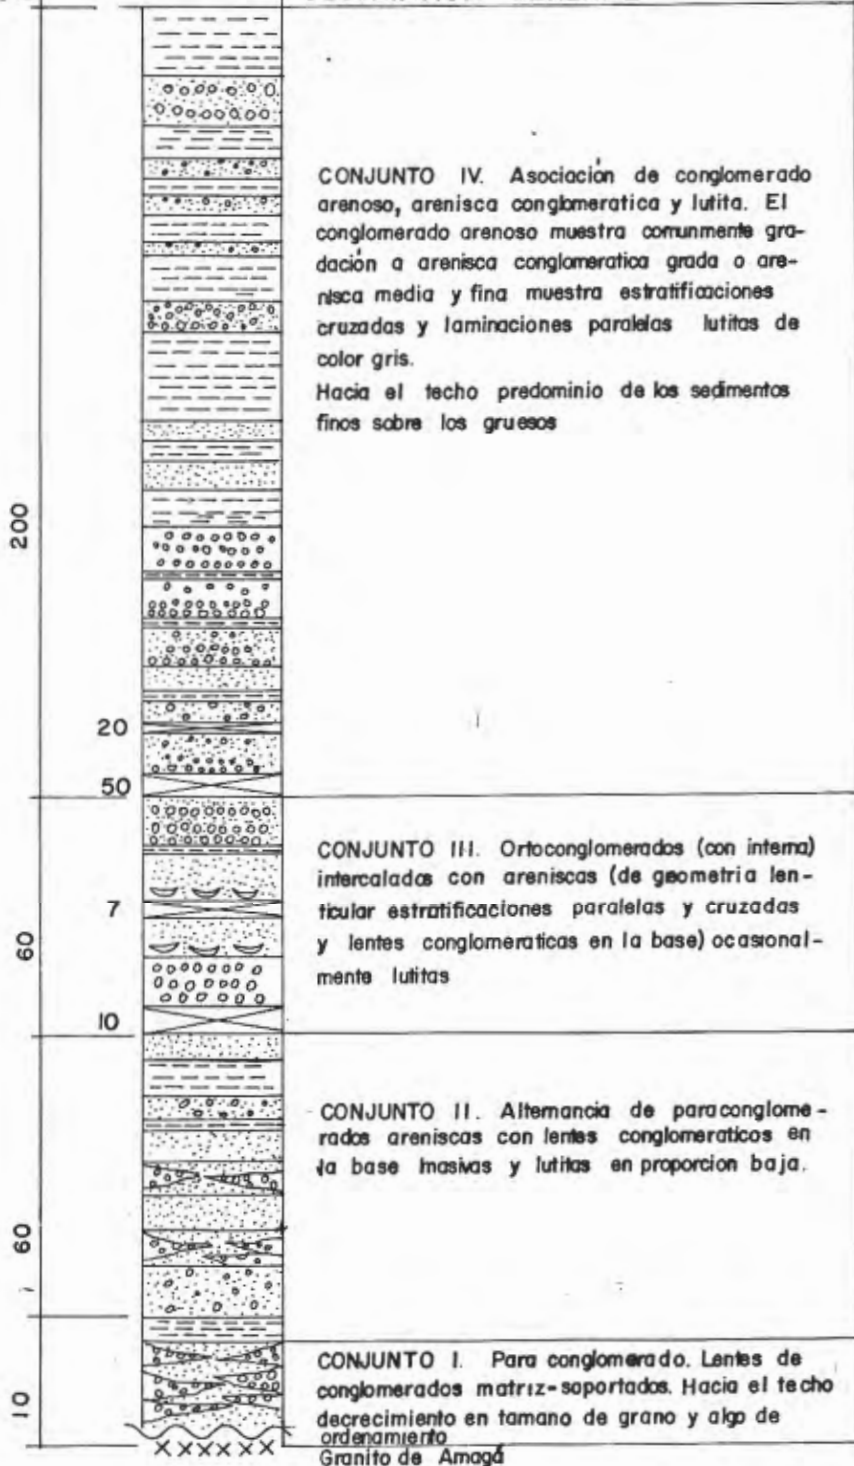 CONJUNTO IV. Asociación de conglomerado
arenoso, arenisca conglomeratica y lutita. El
conglomerado arenoso muestra comunmente gra-
dación a arenisca conglomeratica grada o are-
nisca media y fina muestra estratificaciones
cruzadas y laminaciones paralelas lutitas de
color gris.
Hacia el techo predominio de los sedimentos
finos sobre los gruesos
200
20
50
CONJUNTO III. Ortoconglomerados (con interna)
intercalados con areniscas (de geometria len-
ticular estratificaciones paralelas y cruzadas
y lentes conglomeraticas en la base) ocasional-
mente lutitas
7
60
10
CONJUNTO II. Alternancia de paraconglome-
rados areniscas con lentes conglomeraticos en
la base masivas y lutitas en proporcion baja.
60
CONJUNTO I. Para conglomerado. Lentes de
conglomerados matriz-soportados. Hacia el techo
decrecimiento en tamano de grano y algo de
ordenamiento
10
Granito de Amagá